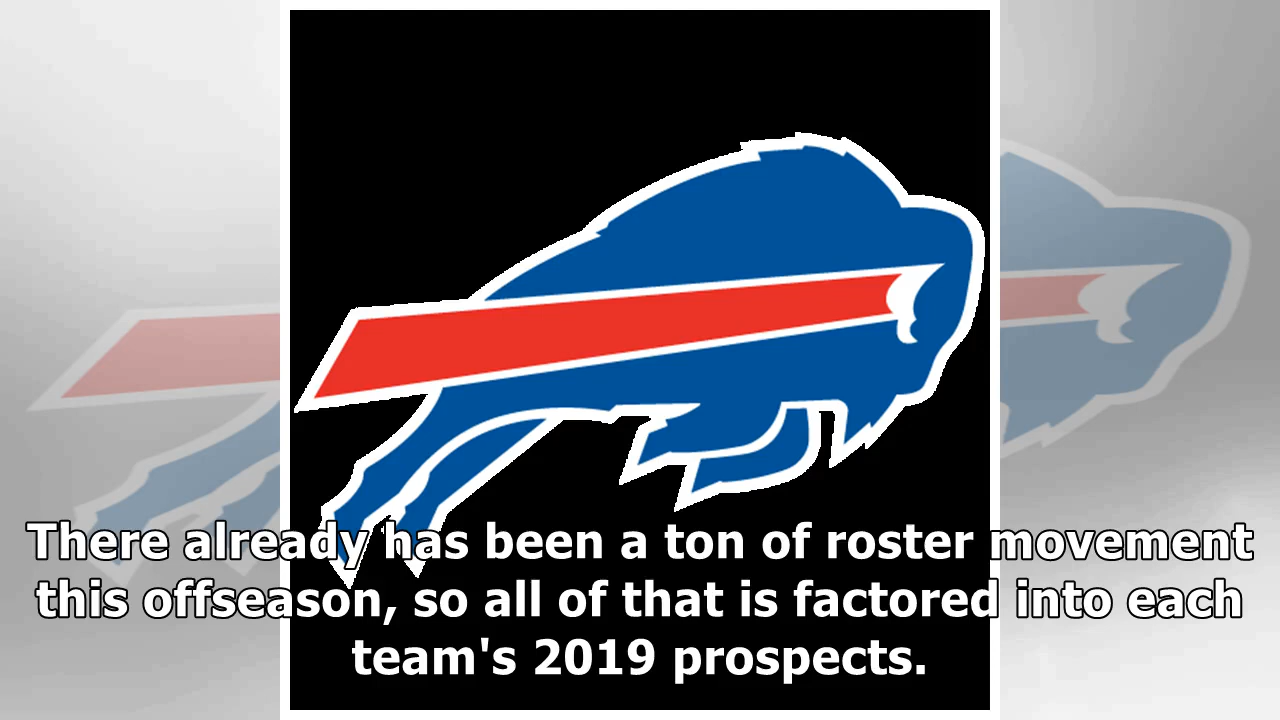 There already has been a ton of roster movement
this offseason, so all of that is factored into each
team's 2019 prospects.